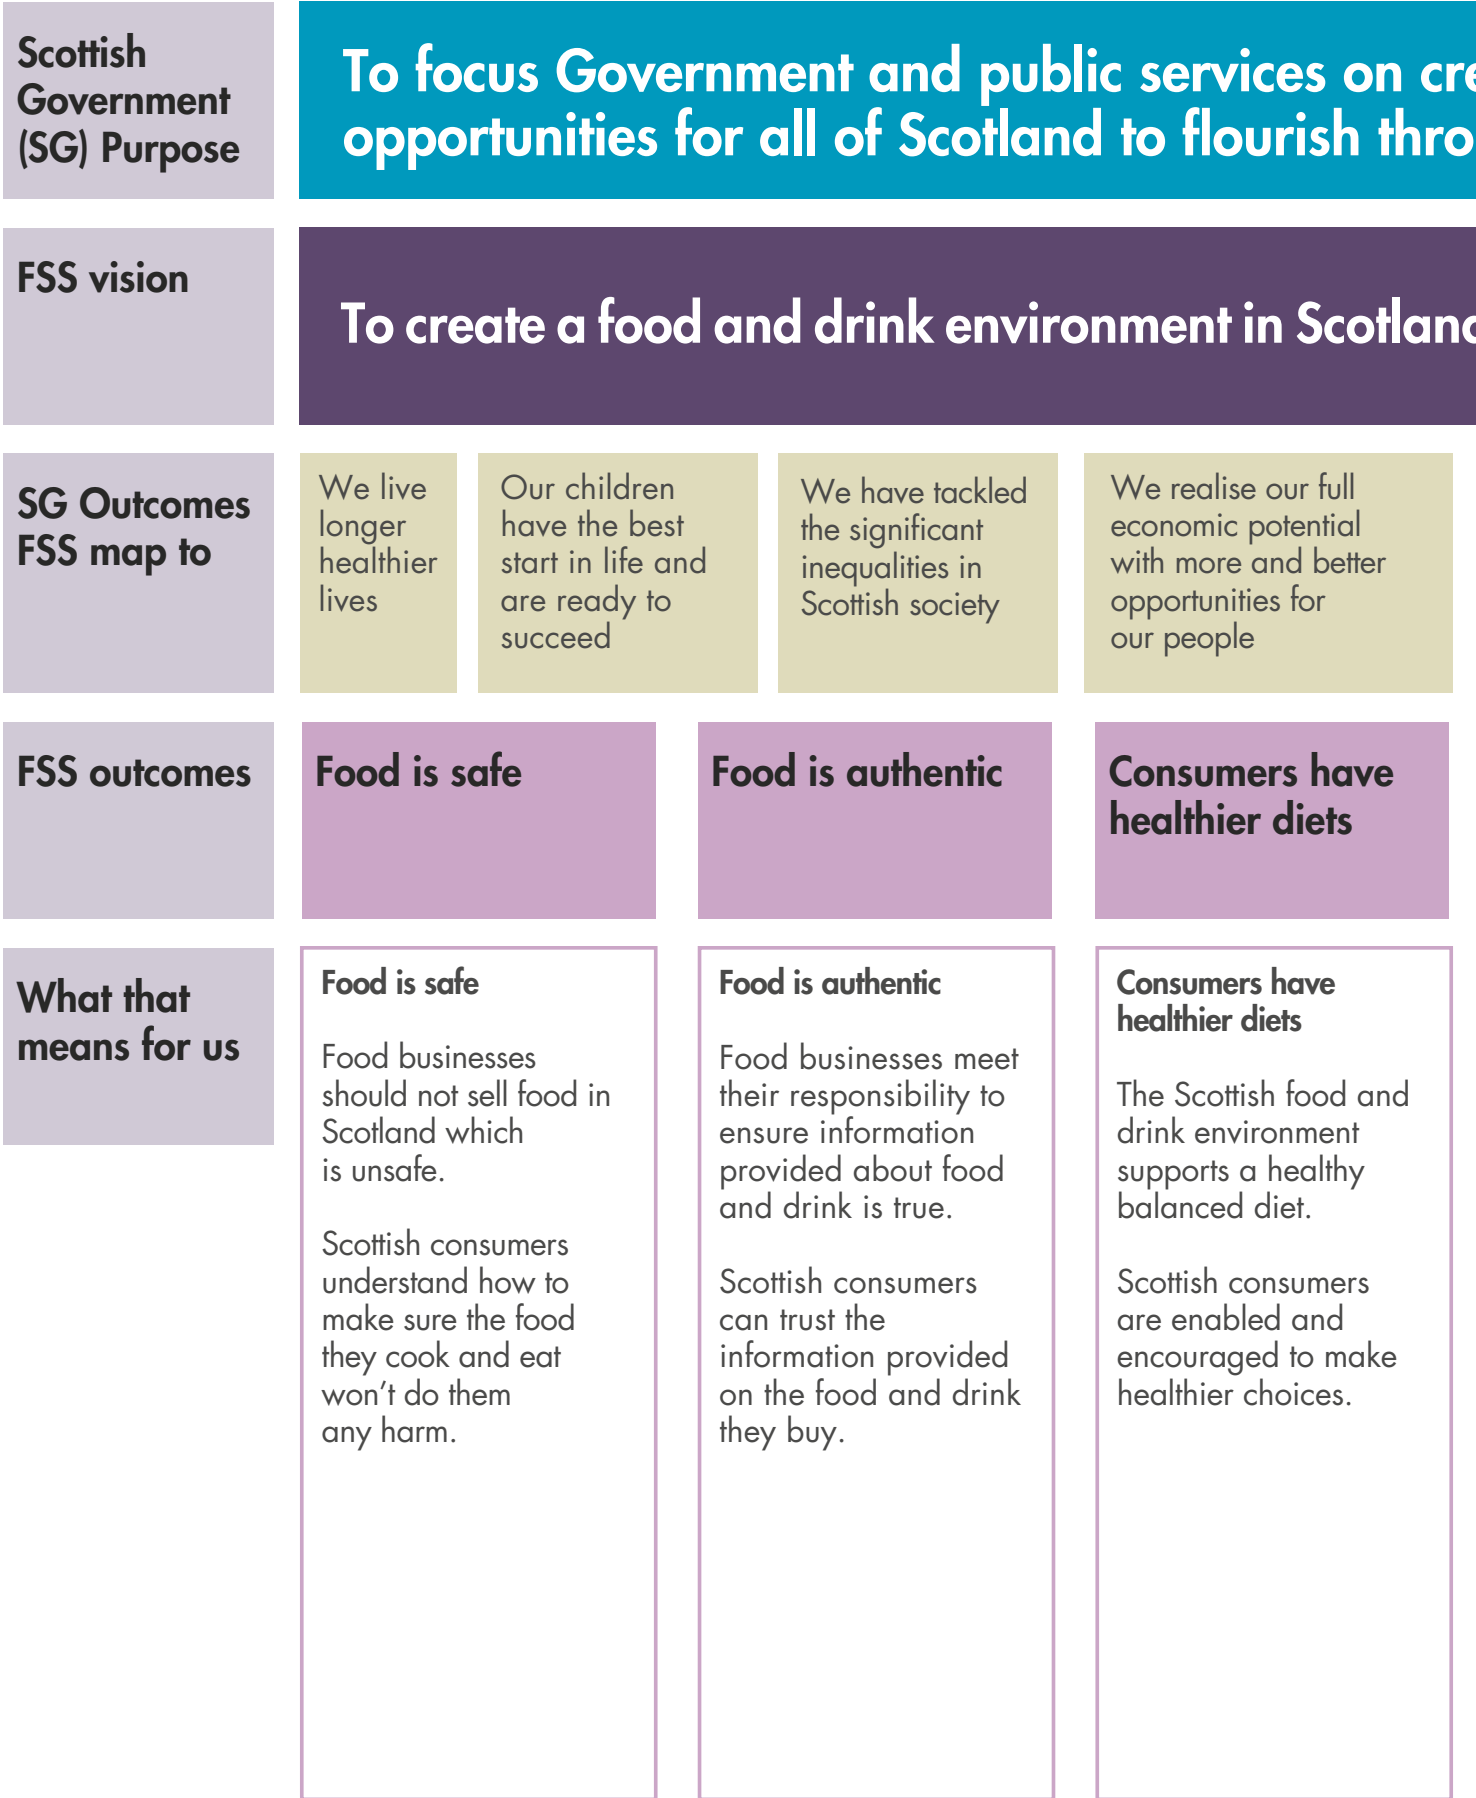 Scottish
Government
(SG) Purpose
To focus Government and public services on
opportunities for all of Scotland to flourish
FSS vision
To create a food and drink environment in Scotland
SG Outcomes
FSS map to
We live
longer
healthier
lives
Our children
have the best
start in life and
are ready to
succeed
We have tackled
the significant
inequalities in
Scottish society
We realise our full
economic potential
with more and better
opportunities for
our people
FSS outcomes
Food is safe
Food is authentic
Consumers have
healthier diets
What that
means for us
Food is safe
Food businesses
should not sell food in
Scotland which
is unsafe.
Scottish consumers
understand how to
make sure the food
they cook and eat
won't do them
any harm.
Food is authentic
Food businesses meet
their responsibility to
ensure information
provided about food
and drink is true.
Scottish consumers
can trust the
information provided
on the food and drink
they buy.
Consumers have
healthier diets
The Scottish food and
drink environment
supports a healthy
balanced diet.
Scottish consumers
are enabled and
encouraged to make
healthier choices.